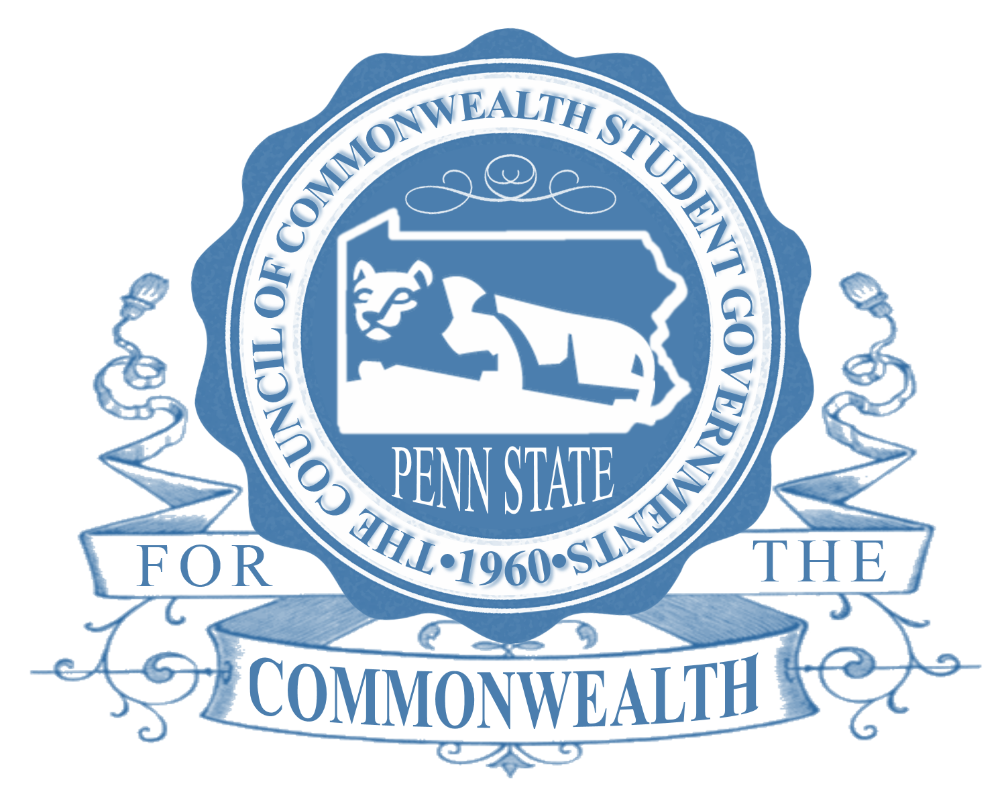 THE COUNCIL OF COMMONWEALTH STUDENT GOVERNMENTS
•1960•
PENN STATE
FOR THE
COMMONWEALTH